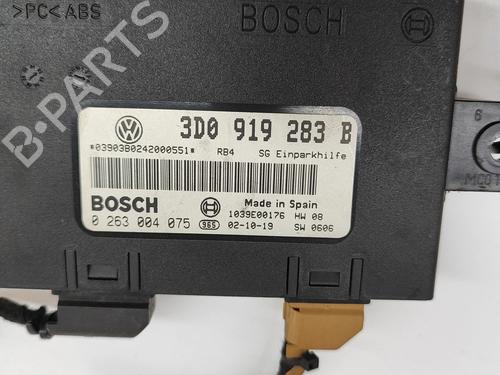 >PC< ABS
BOSCH
B-PARTS
3D0 919 283 B
*03903B0242000551* RB4 SG Einparkhilfe
BOSCH
Made in Spain
0 263 004 075 965 1039E00176 HW 08
02-10-19 SW 0606
6